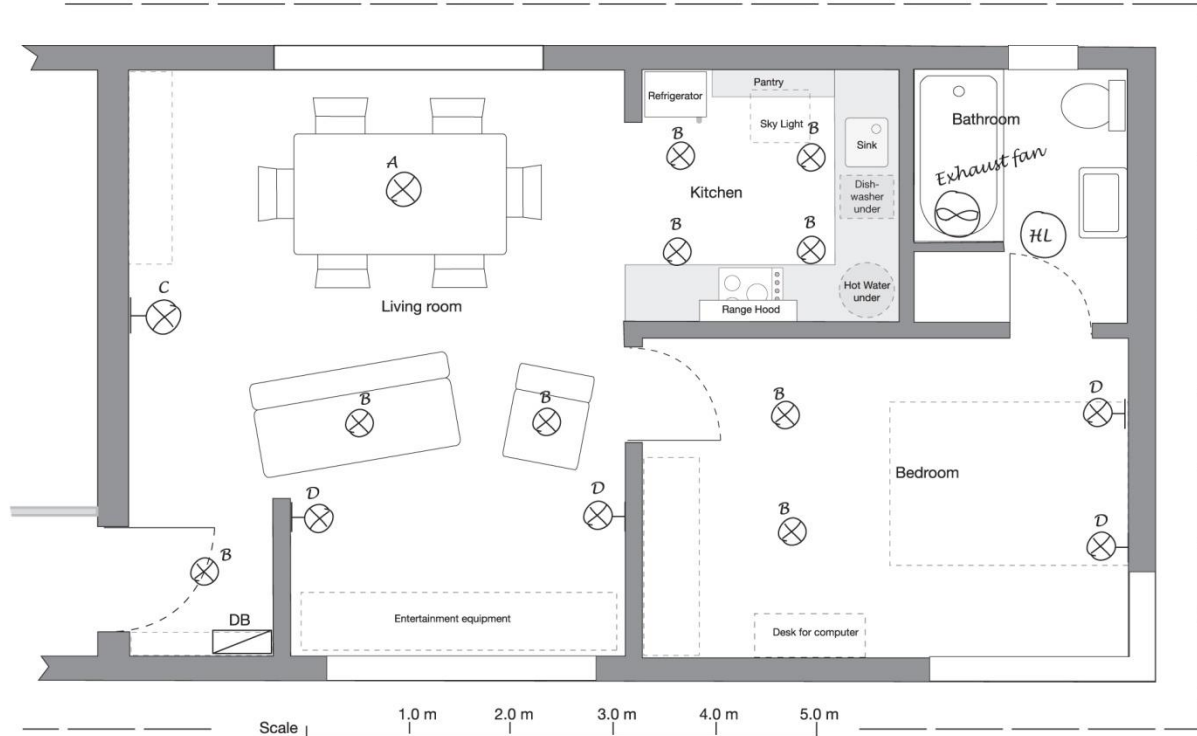 Pantry
Refrigerator
Sky Light
Sink
Bathroom
Exhaust fan
HL
A
B
B
Kitchen
Dish-
washer
under
B
B
Hot Water
under
Range Hood
C
Living room
B
B
B
D
Bedroom
D
D
B
D
B
DB
Entertainment equipment
Desk for computer
Scale
1.0 m
2.0 m
3.0 m
4.0 m
5.0 m